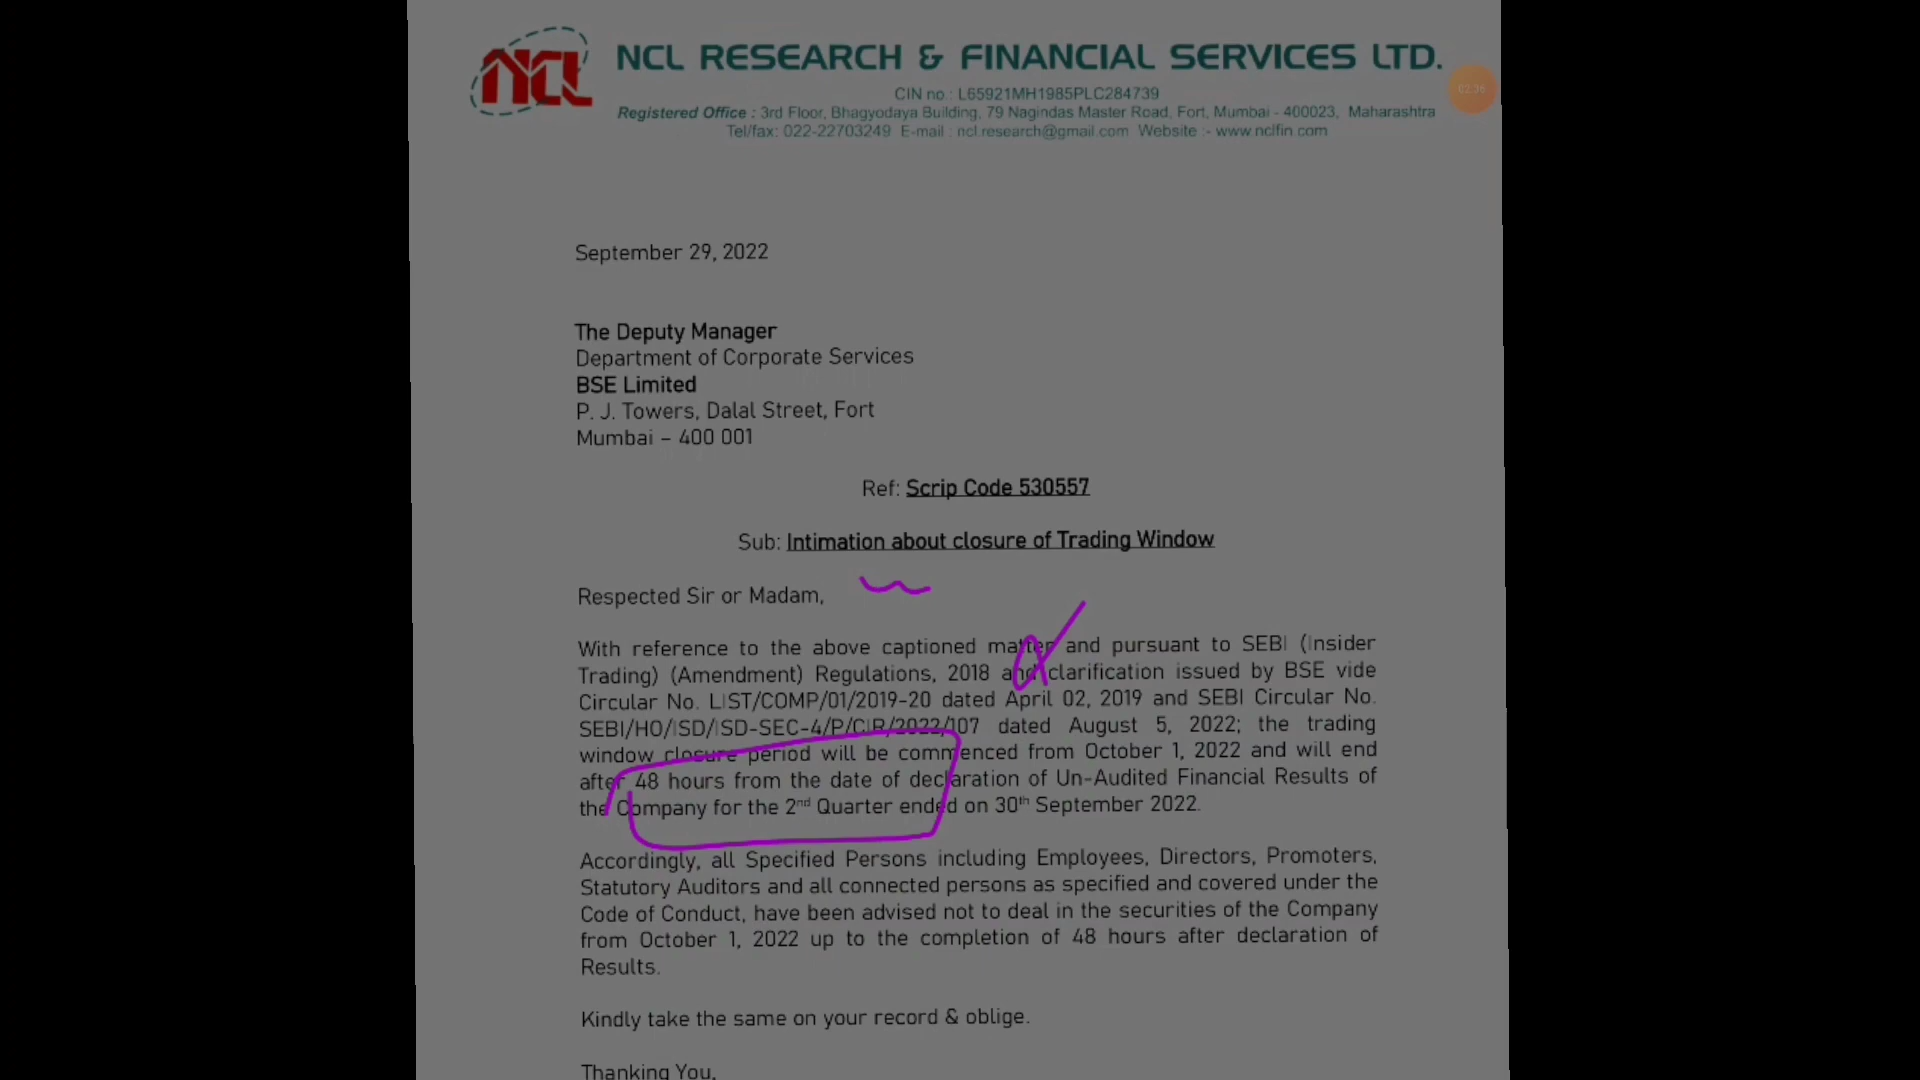 NCL
NCL RESEARCH & FINANCIAL SERVICES LTD.
CIN no.: L65921MH1985PLC284739
Registered Office : 3rd Floor, Bhagyodaya Building, 79 Nagindas Master Road, Fort, Mumbai - 400023, Maharashtra
Tel/fax: 022-22703249 E-mail : ncl.research@gmail.com Website :- www.nclfin.com
02:36
September 29, 2022
The Deputy Manager
Department of Corporate Services
BSE Limited
P. J. Towers, Dalal Street, Fort
Mumbai – 400 001
Ref: Scrip Code 530557
Sub: Intimation about closure of Trading Window
Respected Sir or Madam,
With reference to the above captioned matter and pursuant to SEBI (Insider
Trading) (Amendment) Regulations, 2018 and clarification issued by BSE vide
Circular No. LIST/COMP/01/2019-20 dated April 02, 2019 and SEBI Circular No.
SEBI/HO/ISD/ISD-SEC-4/P/CIR/2022/107 dated August 5, 2022; the trading
window closure period will be commenced from October 1, 2022 and will end
after 48 hours from the date of declaration of Un-Audited Financial Results of
the Company for the 2nd Quarter ended on 30th September 2022.
Accordingly, all Specified Persons including Employees, Directors, Promoters,
Statutory Auditors and all connected persons as specified and covered under the
Code of Conduct, have been advised not to deal in the securities of the Company
from October 1, 2022 up to the completion of 48 hours after declaration of
Results.
Kindly take the same on your record & oblige.
Thanking You,